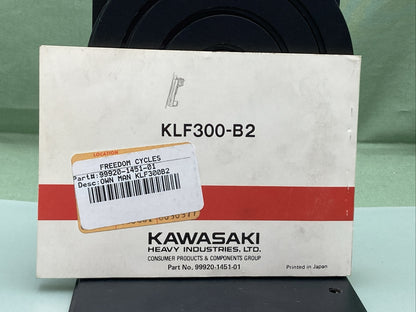 KLF300-B2
LOCATION
FREEDOM CYCLES
Part#:99920-1451-01
Desc:OWN MAN KLF300B2
KAWASAKI
HEAVY INDUSTRIES, LTD.
CONSUMER PRODUCTS & COMPONENTS GROUP
Part No. 99920-1451-01
Printed in Japan